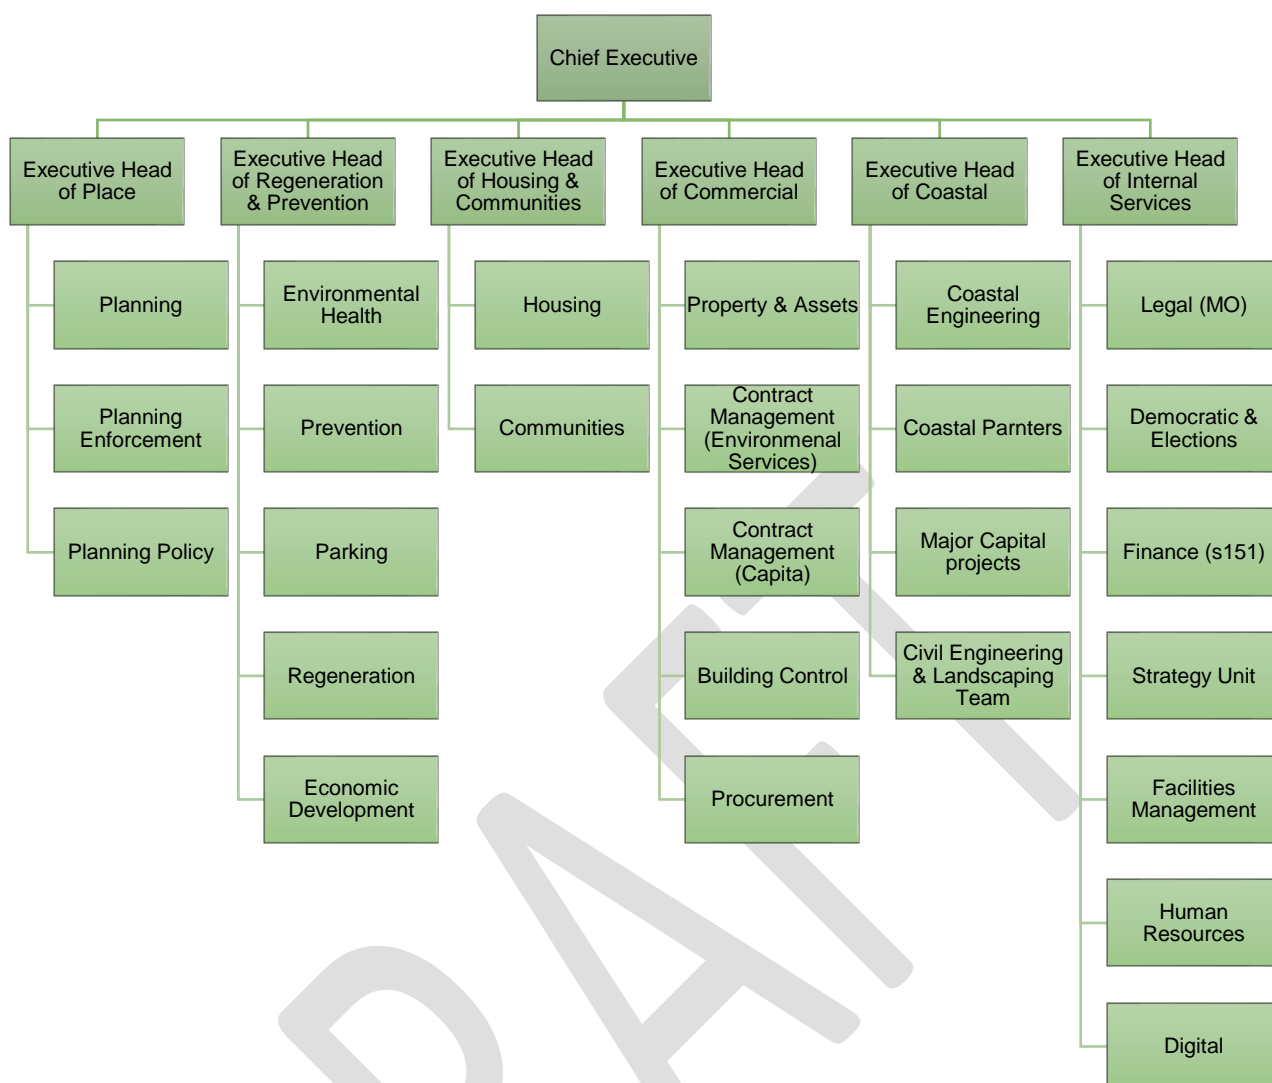 Chief Executive
Executive Head
of Place
Executive Head
of Regeneration
& Prevention
Executive Head
of Housing &
Communities
Executive Head
of Commercial
Executive Head
of Coastal
Executive Head
of Internal
Services
Planning
Planning
Enforcement
Planning Policy
Environmental
Health
Prevention
Parking
Regeneration
Economic
Development
Housing
Communities
Property & Assets
Contract
Management
(Environmenal
Services)
Contract
Management
(Capita)
Building Control
Procurement
Coastal
Engineering
Coastal Parnters
Major Capital
projects
Civil Engineering
& Landscaping
Team
Legal (MO)
Democratic &
Elections
Finance (s151)
Strategy Unit
Facilities
Management
Human
Resources
Digital
DRAFT